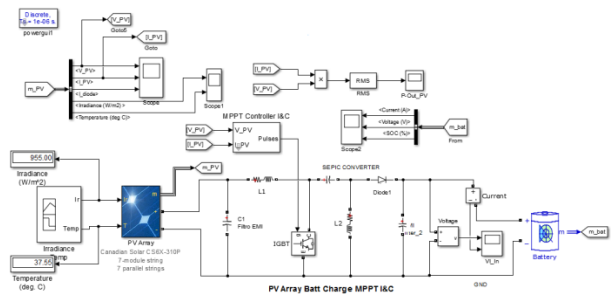 Discrete,
Ts = 1e-06 s.
powergui1
[V_PV]
Goto5
[I_PV]
Goto
m_PV
<V_PV>
<I_PV>
<I_diode>
<Irradiance (W/m2)>
<Temperature (deg C)>
Scope
Scope1
[I_PV]
[V_PV]
×
RMS
RMS
P-Out_PV
MPPT Controller I&C
[V_PV]
[I_PV]
V_PV
I_PV
Pulses
<Current (A)>
<Voltage (V)>
<SOC (%)>
Scope2
m_bat
From
955.00
Irradiance
(W/m^2)
Ir
Temp
Irradiance
Temp
37.55
Temperature
(deg. C)
m_PV
m
PV Array
Canadian Solar CS6X-310P
7-module string
7 parallel strings
L1
C1
Filtro EMI
IGBT
SEPIC CONVERTER
Diode1
L2
Current
Voltage
VI_In
GND
m
m_bat
Battery
PV Array Batt Charge MPPT I&C